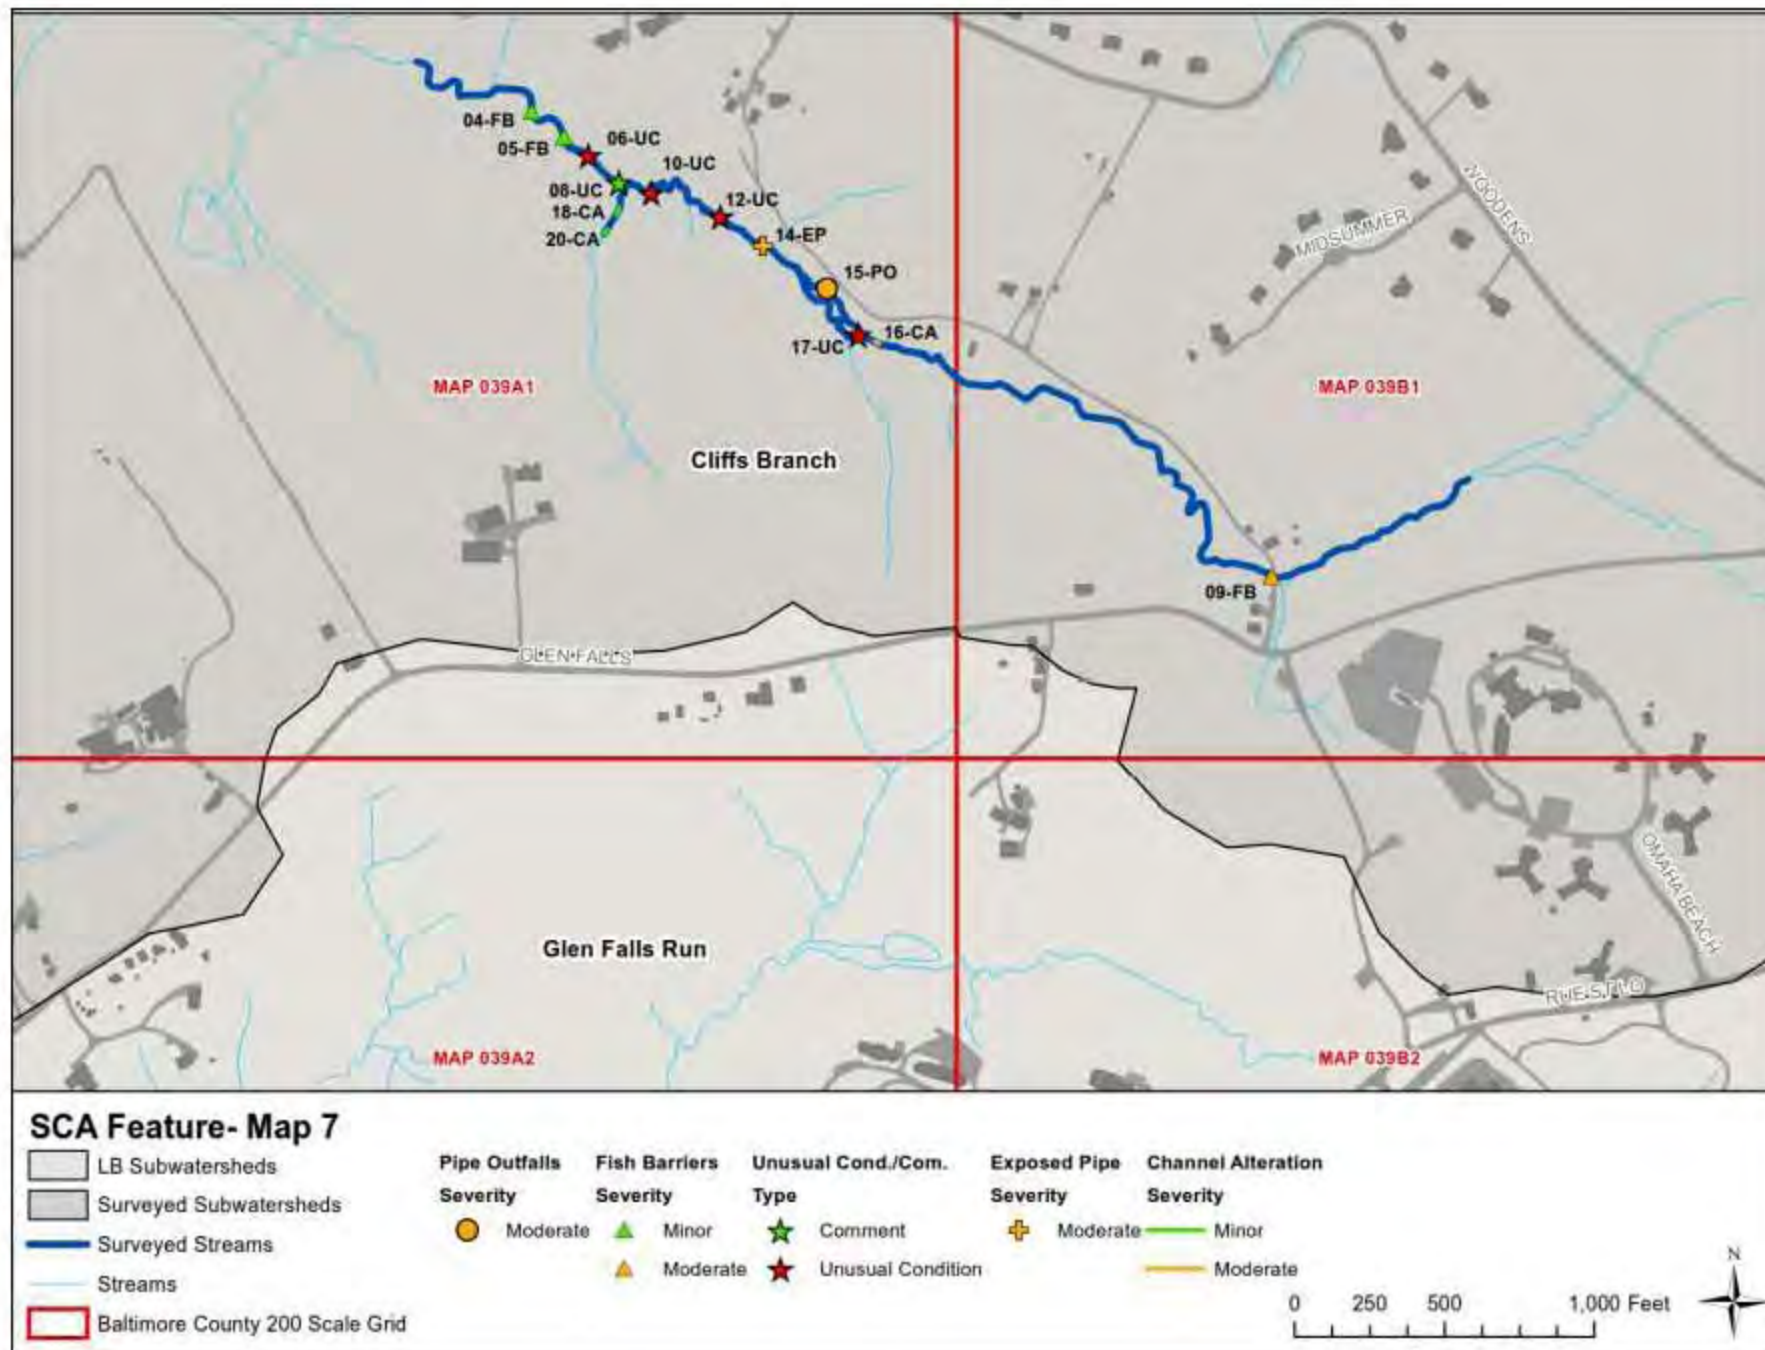 04-FB
05-FB
06-UC
10-UC
08-UC
18-CA
20-CA
12-UC
14-EP
15-PO
16-CA
17-UC
WOODENS
MIDSUMMER
MAP 039A1
MAP 039B1
Cliffs Branch
09-FB
GLEN FALLS
OMAHA BEACH
Glen Falls Run
RUE ST LO
MAP 039A2
MAP 039B2
SCA Feature- Map 7
LB Subwatersheds
Surveyed Subwatersheds
Surveyed Streams
Streams
Baltimore County 200 Scale Grid
Pipe Outfalls
Severity
Moderate
Fish Barriers
Severity
Minor
Moderate
Unusual Cond./Com.
Type
Comment
Unusual Condition
Exposed Pipe
Severity
Moderate
Channel Alteration
Severity
Minor
Moderate
0 250 500 1,000 Feet
N